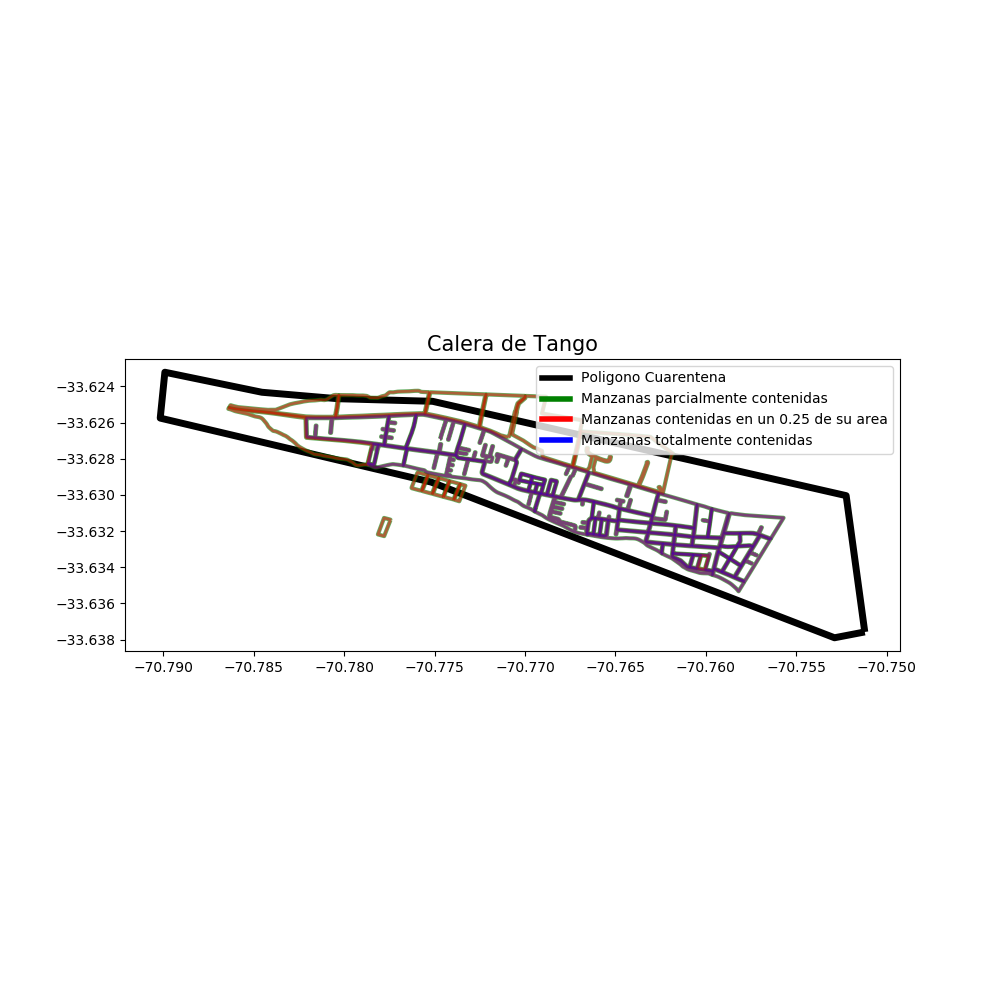 Calera de Tango
Poligono Cuarentena
Manzanas parcialmente contenidas
Manzanas contenidas en un 0.25 de su area
Manzanas totalmente contenidas
−33.624
−33.626
−33.628
−33.630
−33.632
−33.634
−33.636
−33.638
−70.790 −70.785 −70.780 −70.775 −70.770 −70.765 −70.760 −70.755 −70.750